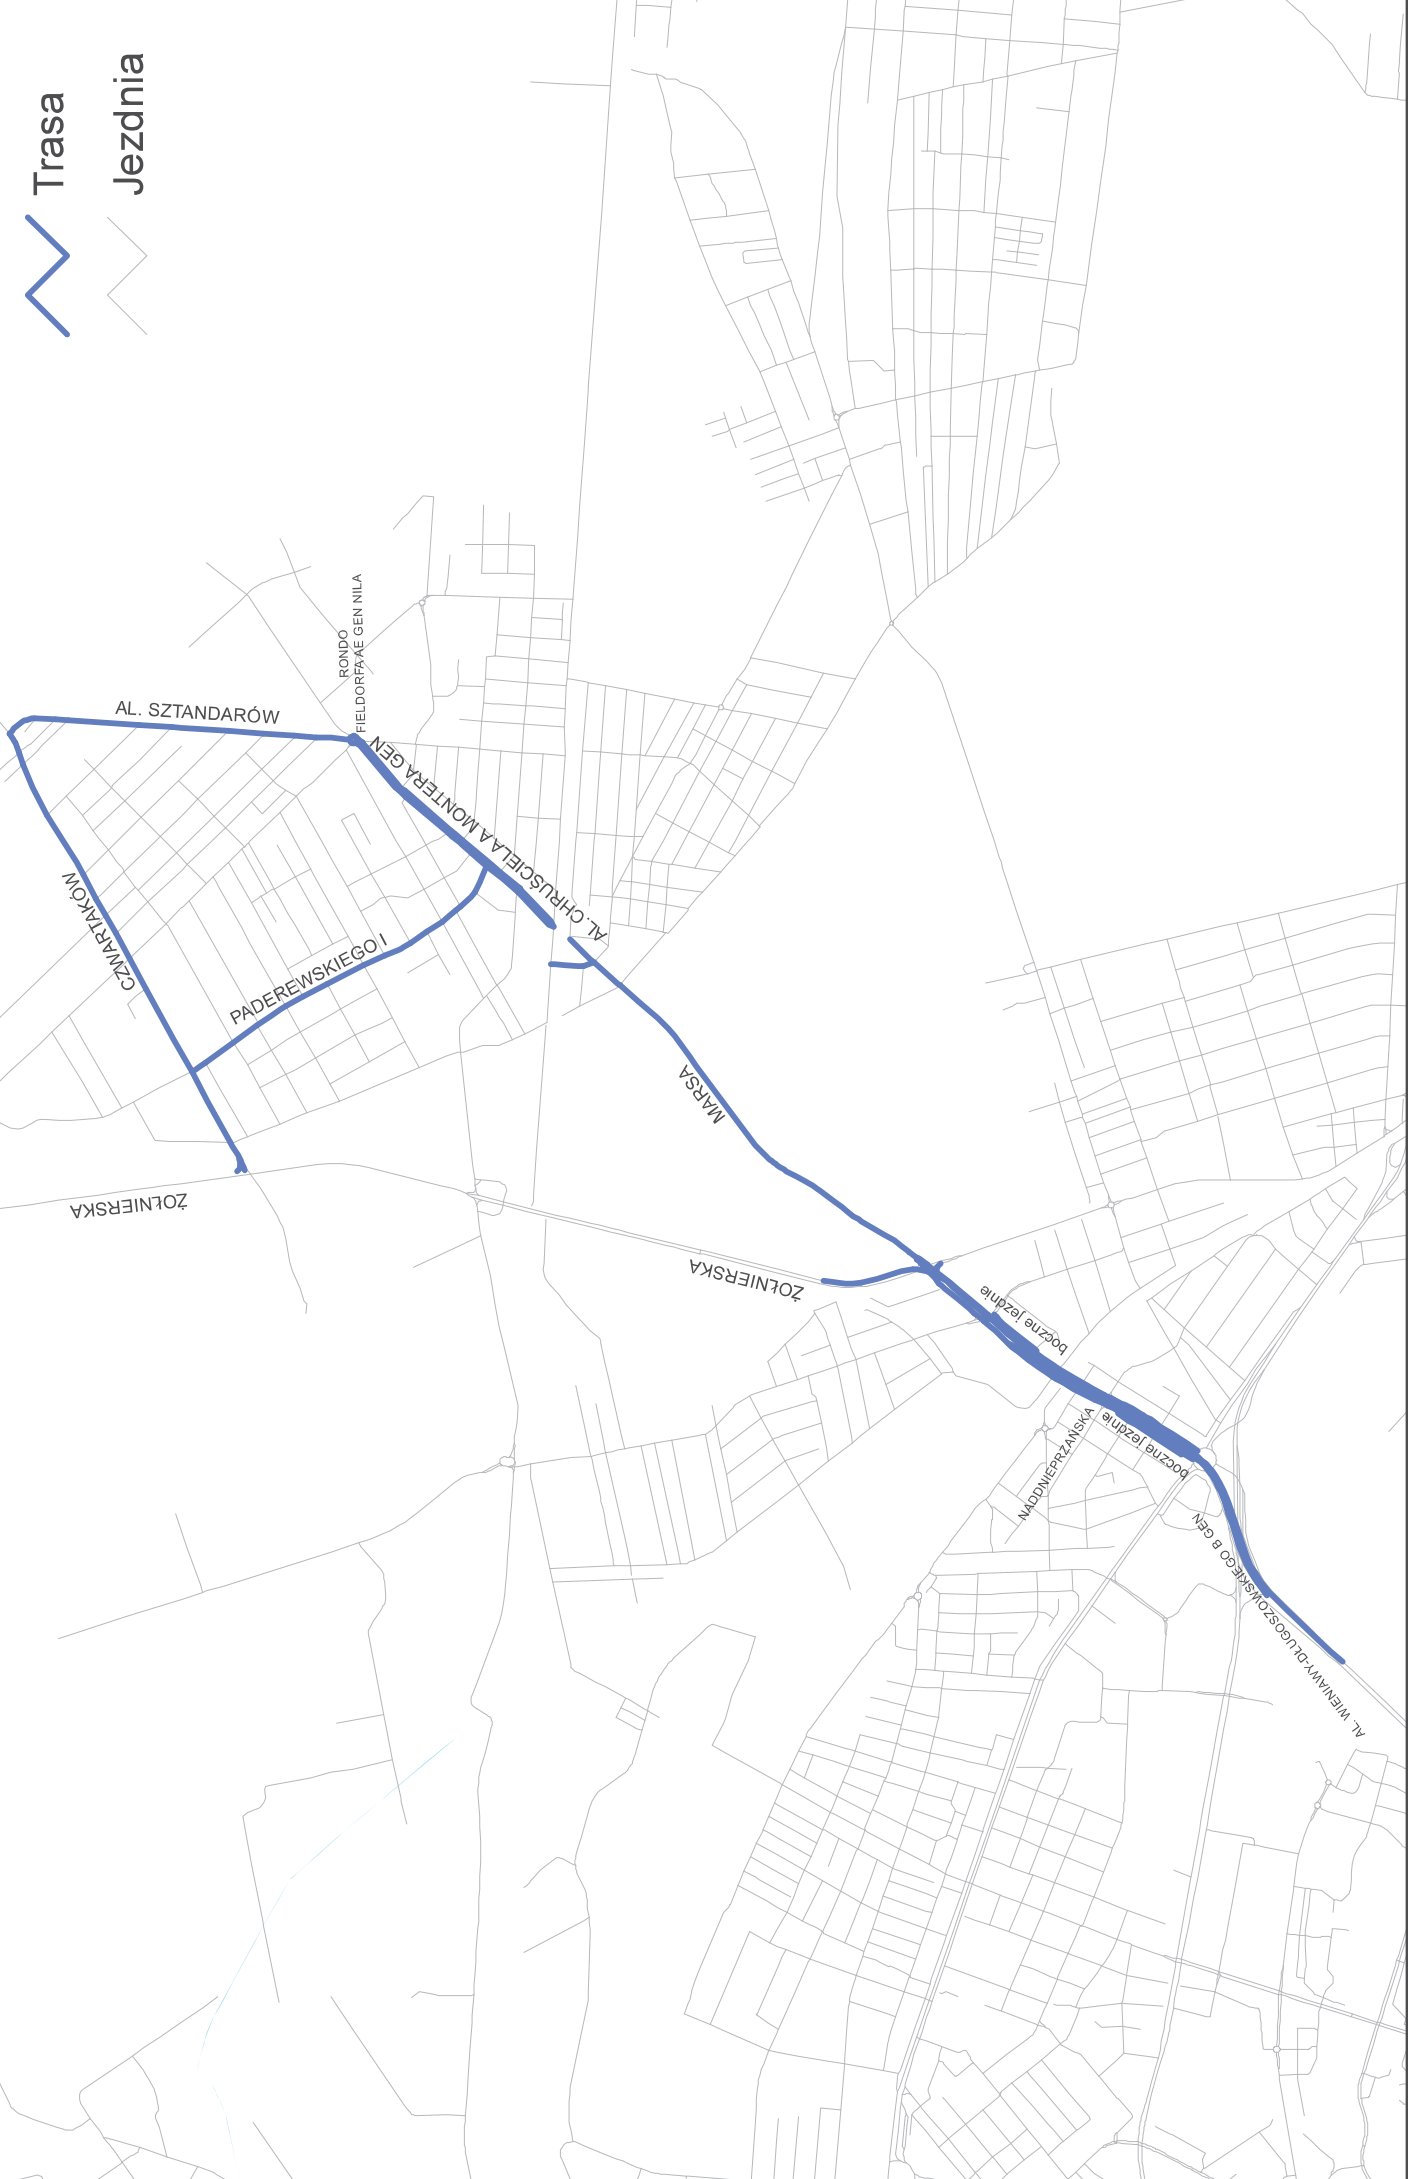 Trasa
Jezdnia
AL. SZTANDARÓW
RONDO
FIELDORFA AE GEN NILA
AL. CHRUŚCIELA A MONTERA GEN
CZWARTAKÓW
PADEREWSKIEGO I
ŻOŁNIERSKA
MARSA
ŻOŁNIERSKA
boczne jezdnie
NADDNIEPRZAŃSKA
boczne jezdnie
AL. WIENIAWY-DŁUGOSZOWSKIEGO B GEN